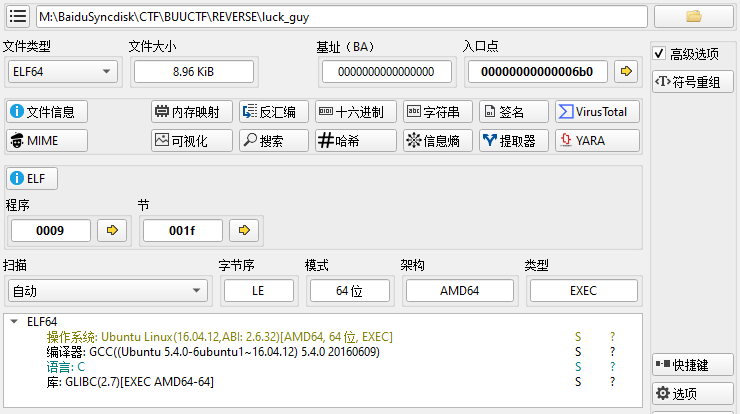 M:\BaiduSyncdisk\CTF\BUUCTF\REVERSE\luck_guy
文件类型 文件大小 基址（BA） 入口点
ELF64 8.96 KiB 0000000000000000 00000000000006b0
高级选项
符号重组
文件信息 内存映射 反汇编 十六进制 字符串 签名 VirusTotal
MIME 可视化 搜索 哈希 信息熵 提取器 YARA
ELF
程序 节
0009 001f
扫描 字节序 模式 架构 类型
自动 LE 64 位 AMD64 EXEC
ELF64
操作系统: Ubuntu Linux(16.04.12,ABI: 2.6.32)[AMD64, 64 位, EXEC] S ?
编译器: GCC((Ubuntu 5.4.0-6ubuntu1~16.04.12) 5.4.0 20160609) S ?
语言: C S ?
库: GLIBC(2.7)[EXEC AMD64-64] S ?
快捷键
选项